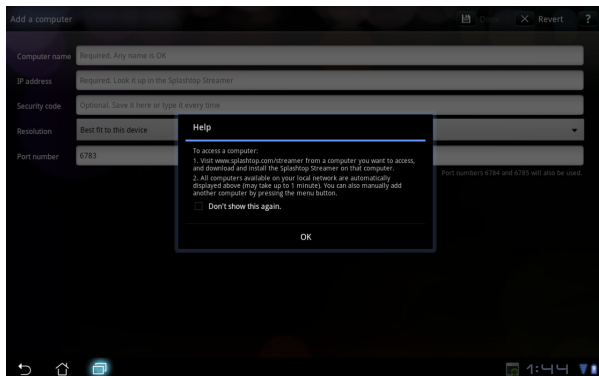 Add a computer
Done
Revert
?
Computer name
Required. Any name is OK
IP address
Required. Look it up in the Splashtop Streamer
Security code
Optional. Save it here or type it every time
Resolution
Best fit to this device
Port number
6783
Port numbers 6784 and 6785 will also be used.
Help
To access a computer:
1. Visit www.splashtop.com/streamer from a computer you want to access,
and download and install the Splashtop Streamer on that computer.
2. All computers available on your local network are automatically
displayed above (may take up to 1 minute). You can also manually add
another computer by pressing the menu button.
Don't show this again.
OK
1:44